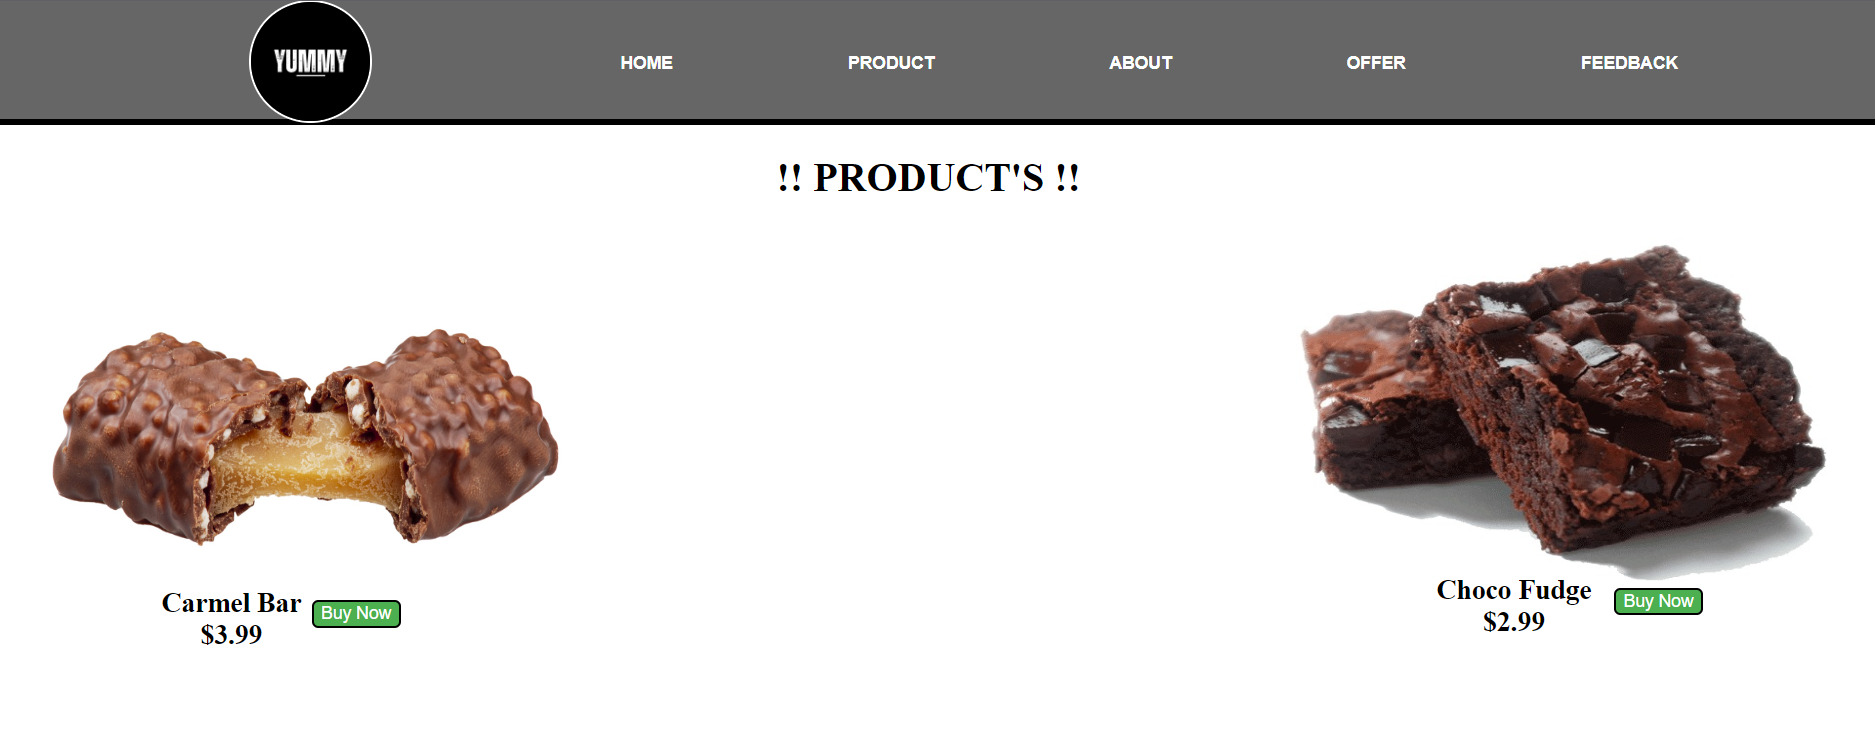 YUMMY
HOME
PRODUCT
ABOUT
OFFER
FEEDBACK
!! PRODUCT'S !!
Carmel Bar
$3.99
Buy Now
Choco Fudge
$2.99
Buy Now